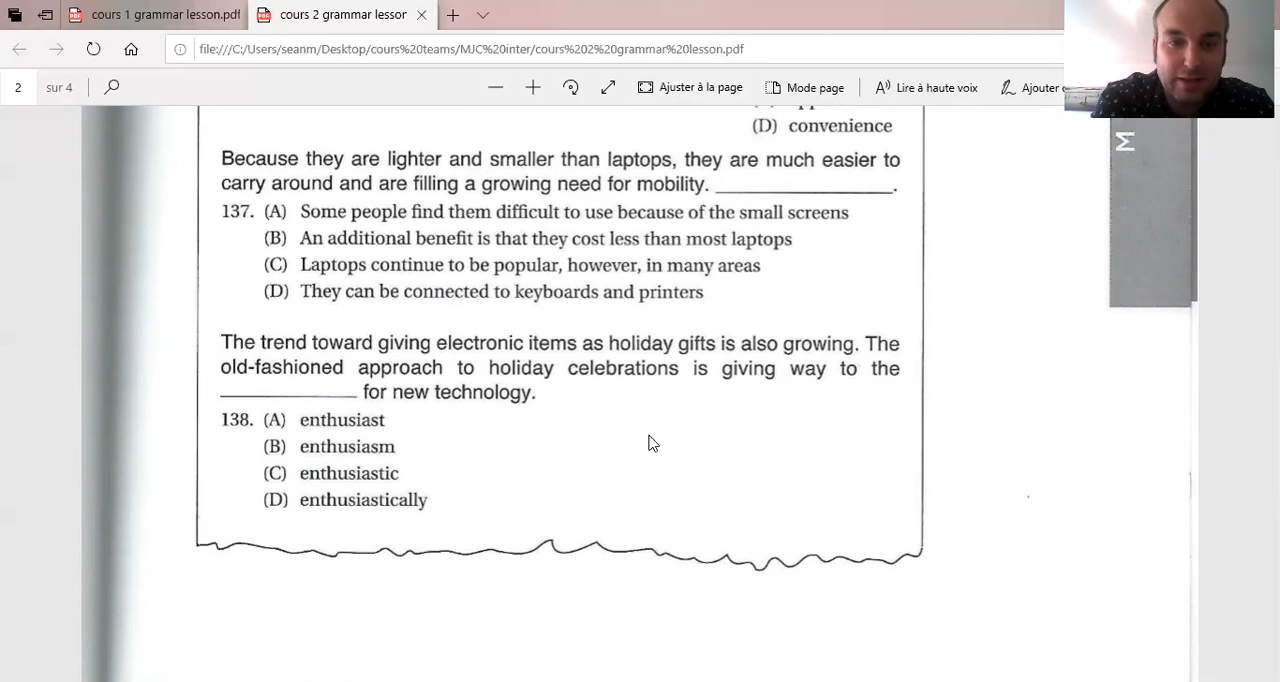 cours 1 grammar lesson.pdf
cours 2 grammar lesson
file:///C:/Users/seanm/Desktop/cours%20teams/MJC%20inter/cours%202%20grammar%20lesson.pdf
2 sur 4 Ajuster à la page Mode page Lire à haute voix Ajouter
(D) convenience
Because they are lighter and smaller than laptops, they are much easier to
carry around and are filling a growing need for mobility. ____________.
137. (A) Some people find them difficult to use because of the small screens
(B) An additional benefit is that they cost less than most laptops
(C) Laptops continue to be popular, however, in many areas
(D) They can be connected to keyboards and printers
The trend toward giving electronic items as holiday gifts is also growing. The
old-fashioned approach to holiday celebrations is giving way to the
____________ for new technology.
138. (A) enthusiast
(B) enthusiasm
(C) enthusiastic
(D) enthusiastically